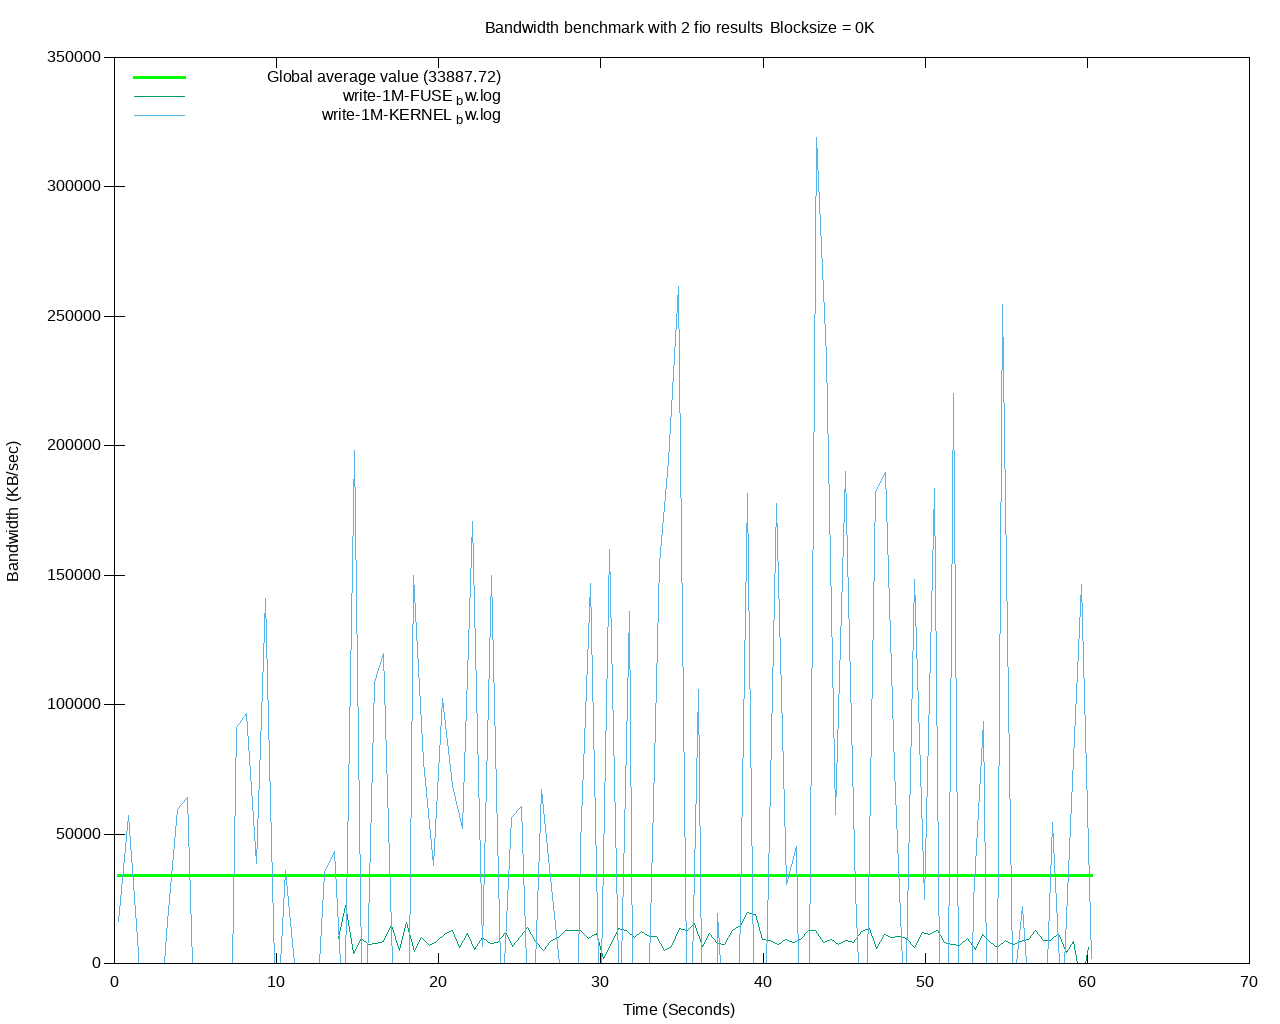 Bandwidth benchmark with 2 fio results Blocksize = 0K
350000
300000
250000
200000
150000
100000
50000
0
Global average value (33887.72)
write-1M-FUSE bw.log
write-1M-KERNEL bw.log
Bandwidth (KB/sec)
0 10 20 30 40 50 60 70
Time (Seconds)